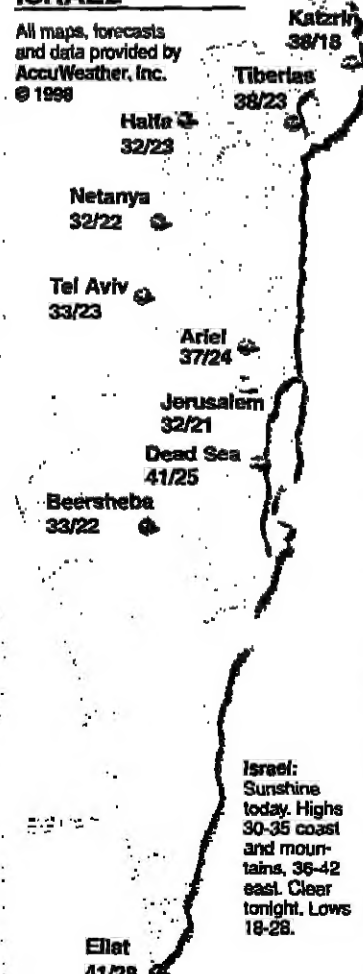 ISRAEL
All maps, forecasts
and data provided by
AccuWeather, Inc.
© 1998
Katzrin
38/18
Tiberias
38/23
Haifa
32/23
Netanya
32/22
Tel Aviv
33/23
Ariel
37/24
Jerusalem
32/21
Dead Sea
41/25
Beersheba
33/22
Israel:
Sunshine
today. Highs
30-35 coast
and moun-
tains, 36-42
east. Clear
tonight. Lows
18-28.
Eilat
41/28